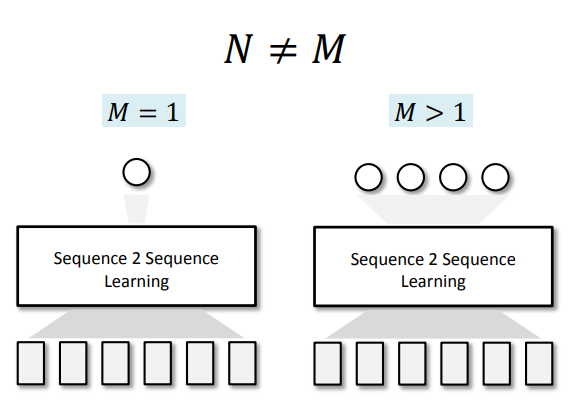 N ≠ M
M = 1
M > 1
Sequence 2 Sequence
Learning
Sequence 2 Sequence
Learning